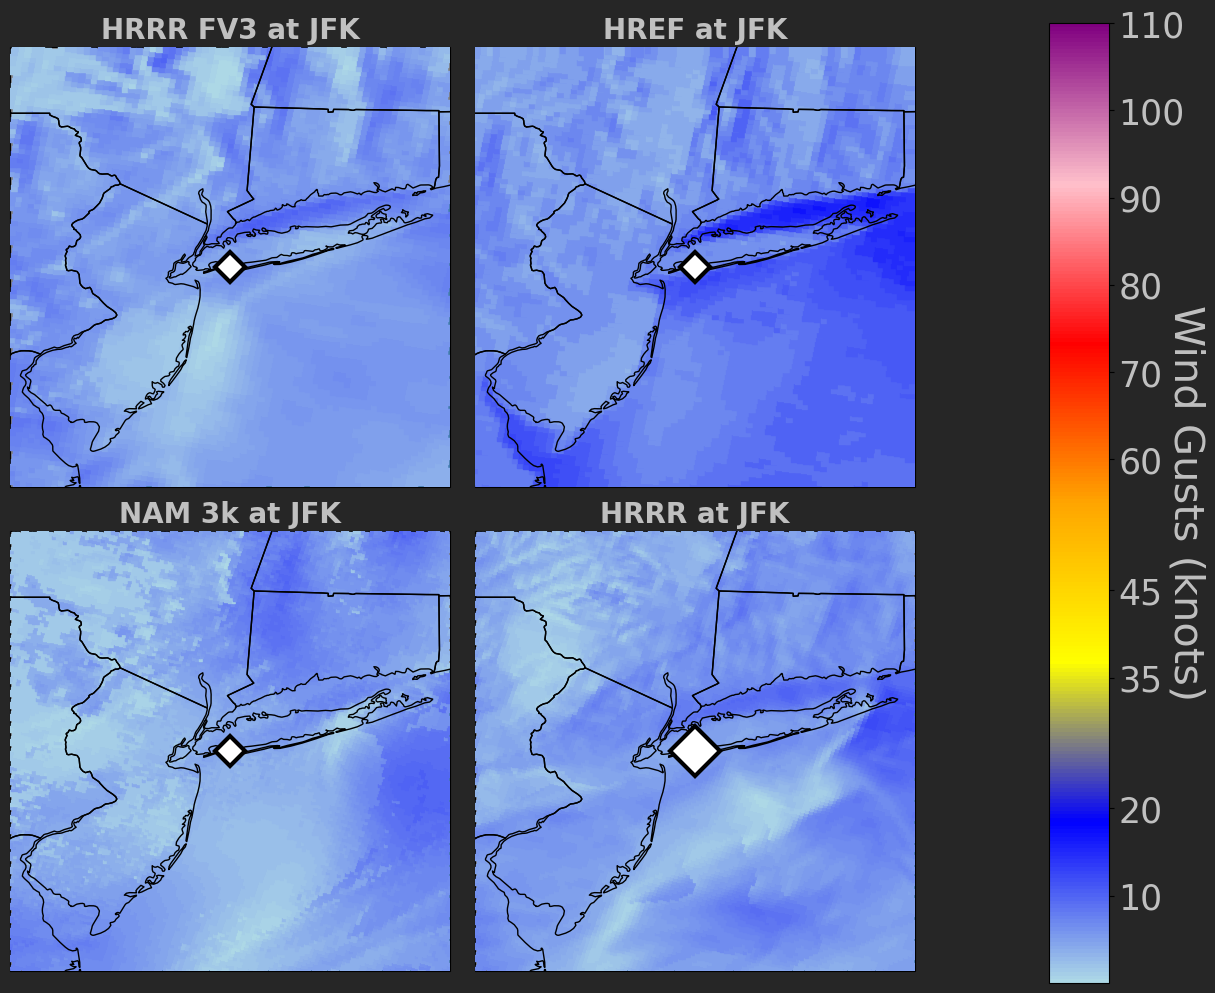 HRRR FV3 at JFK
HREF at JFK
NAM 3k at JFK
HRRR at JFK
110
100
90
80
70
60
45
35
20
10
Wind Gusts (knots)